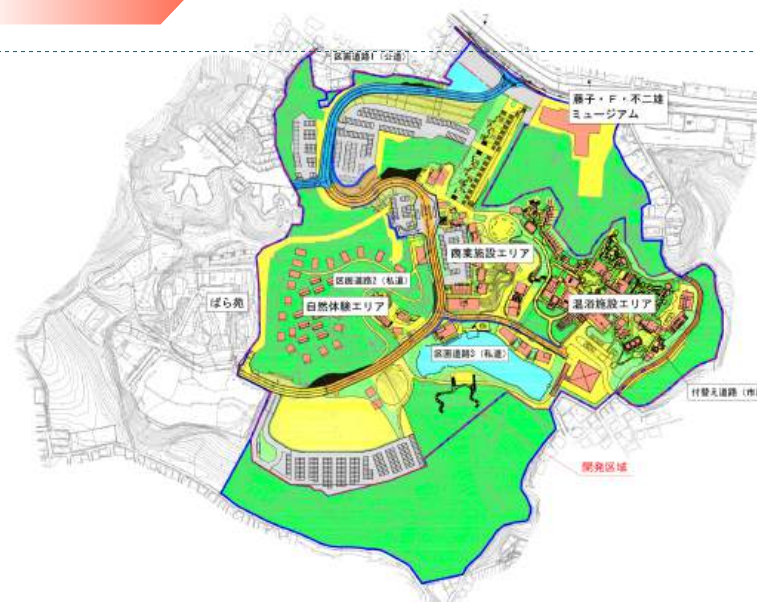 区画道路1（公道）
藤子・F・不二雄
ミュージアム
商業施設エリア
区画道路2（私道）
ばら苑
自然体験エリア
温浴施設エリア
区画道路3（私道）
付替え道路（市
開発区域